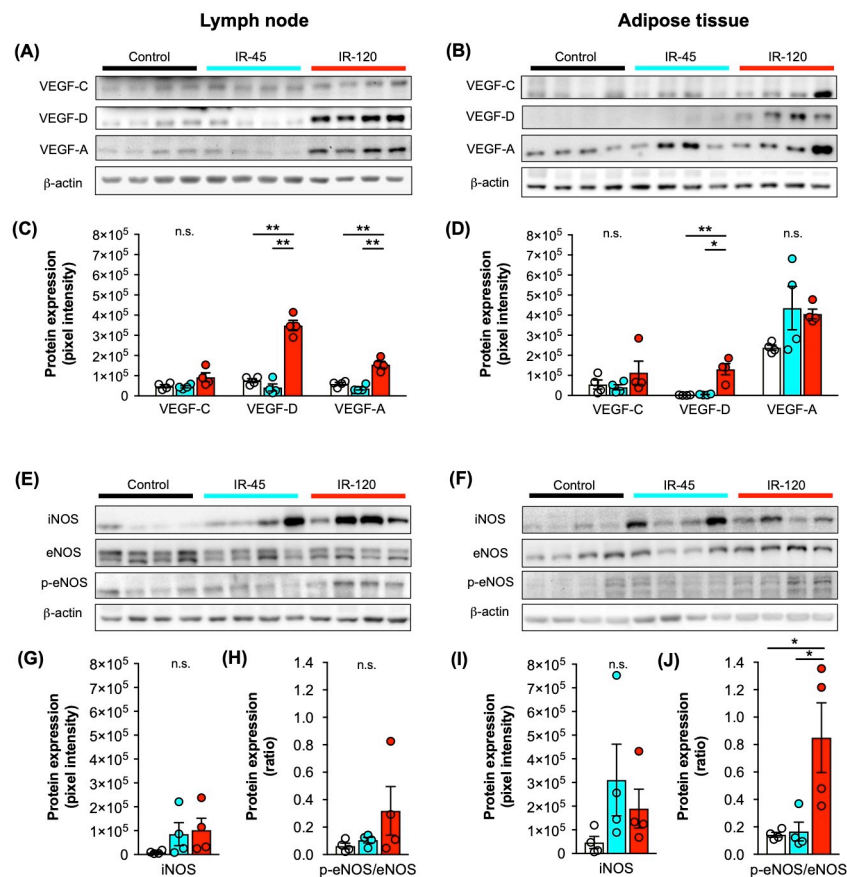 Lymph node
Adipose tissue
(A)
Control IR-45 IR-120
VEGF-C
VEGF-D
VEGF-A
β-actin
(B)
Control IR-45 IR-120
VEGF-C
VEGF-D
VEGF-A
β-actin
(C)
Protein expression
(pixel intensity)
8×10⁵
7×10⁵
6×10⁵
5×10⁵
4×10⁵
3×10⁵
2×10⁵
1×10⁵
0
n.s. ** **
** **
VEGF-C VEGF-D VEGF-A
(D)
Protein expression
(pixel intensity)
8×10⁵
7×10⁵
6×10⁵
5×10⁵
4×10⁵
3×10⁵
2×10⁵
1×10⁵
0
n.s. ** n.s.
*
VEGF-C VEGF-D VEGF-A
(E)
Control IR-45 IR-120
iNOS
eNOS
p-eNOS
β-actin
(F)
Control IR-45 IR-120
iNOS
eNOS
p-eNOS
β-actin
(G)
Protein expression
(pixel intensity)
8×10⁵
7×10⁵
6×10⁵
5×10⁵
4×10⁵
3×10⁵
2×10⁵
1×10⁵
0
n.s.
iNOS
(H)
Protein expression
(ratio)
1.4
1.2
1.0
0.8
0.6
0.4
0.2
0
n.s.
p-eNOS/eNOS
(I)
Protein expression
(pixel intensity)
8×10⁵
7×10⁵
6×10⁵
5×10⁵
4×10⁵
3×10⁵
2×10⁵
1×10⁵
0
n.s.
iNOS
(J)
Protein expression
(ratio)
1.4
1.2
1.0
0.8
0.6
0.4
0.2
0
*
*
p-eNOS/eNOS